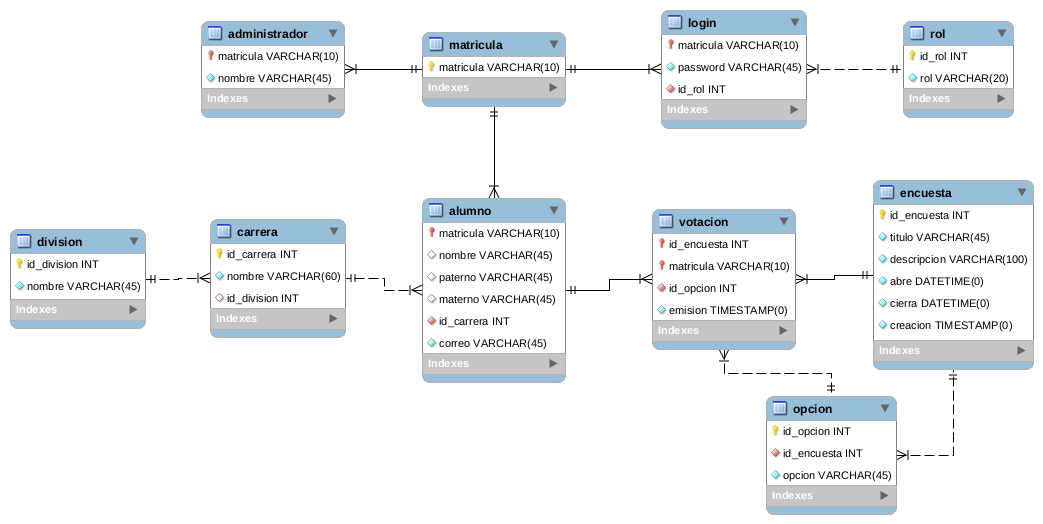 administrador
matricula VARCHAR(10)
nombre VARCHAR(45)
Indexes
matricula
matricula VARCHAR(10)
Indexes
login
matricula VARCHAR(10)
password VARCHAR(45)
id_rol INT
Indexes
rol
id_rol INT
rol VARCHAR(20)
Indexes
division
id_division INT
nombre VARCHAR(45)
Indexes
carrera
id_carrera INT
nombre VARCHAR(60)
id_division INT
Indexes
alumno
matricula VARCHAR(10)
nombre VARCHAR(45)
paterno VARCHAR(45)
materno VARCHAR(45)
id_carrera INT
correo VARCHAR(45)
Indexes
votacion
id_encuesta INT
matricula VARCHAR(10)
id_opcion INT
emision TIMESTAMP(0)
Indexes
encuesta
id_encuesta INT
titulo VARCHAR(45)
descripcion VARCHAR(100)
abre DATETIME(0)
cierra DATETIME(0)
creacion TIMESTAMP(0)
Indexes
opcion
id_opcion INT
id_encuesta INT
opcion VARCHAR(45)
Indexes